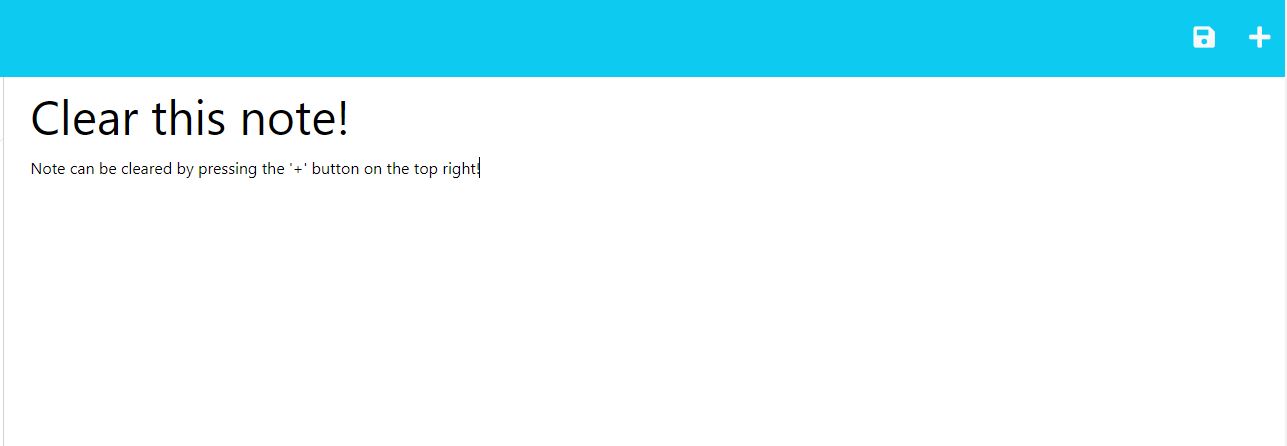 Clear this note!
Note can be cleared by pressing the '+' button on the top right!